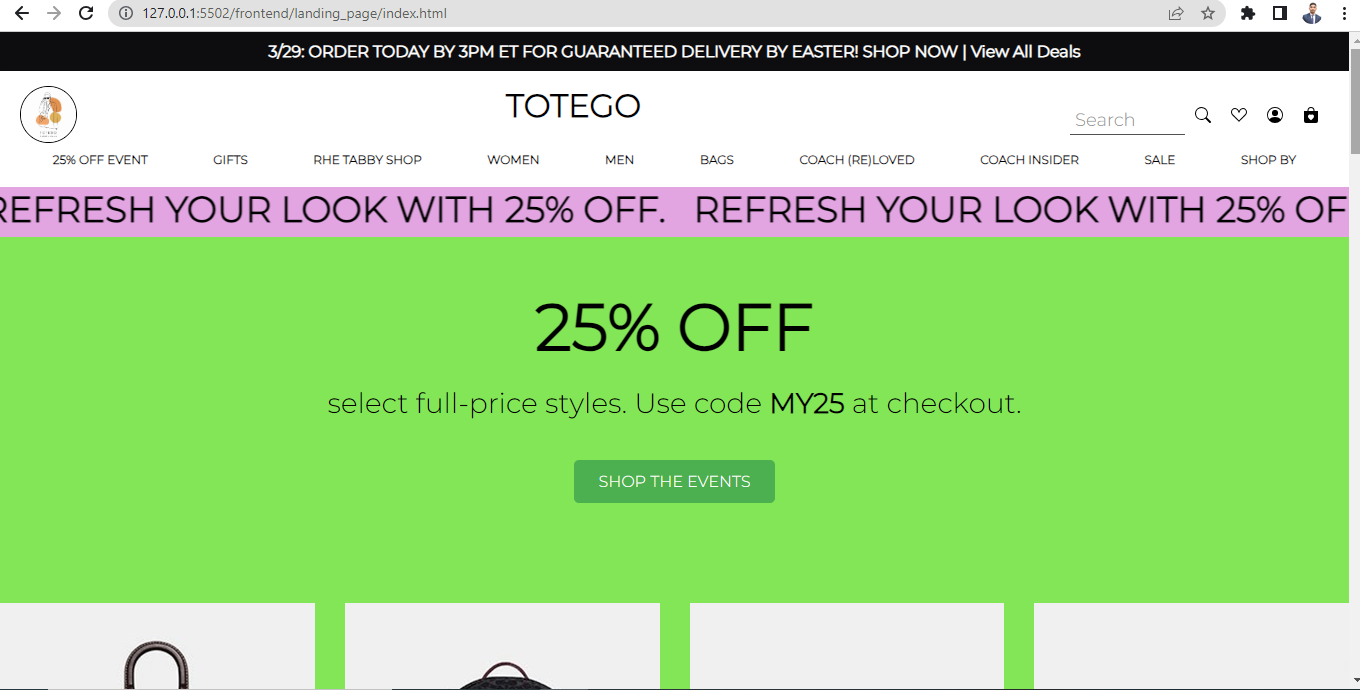 127.0.0.1:5502/frontend/landing_page/index.html
3/29: ORDER TODAY BY 3PM ET FOR GUARANTEED DELIVERY BY EASTER! SHOP NOW | View All Deals
TOTEGO
TOTEGO
Search
25% OFF EVENT GIFTS RHE TABBY SHOP WOMEN MEN BAGS COACH (RE)LOVED COACH INSIDER SALE SHOP BY
REFRESH YOUR LOOK WITH 25% OFF. REFRESH YOUR LOOK WITH 25% OF
25% OFF
select full-price styles. Use code MY25 at checkout.
SHOP THE EVENTS